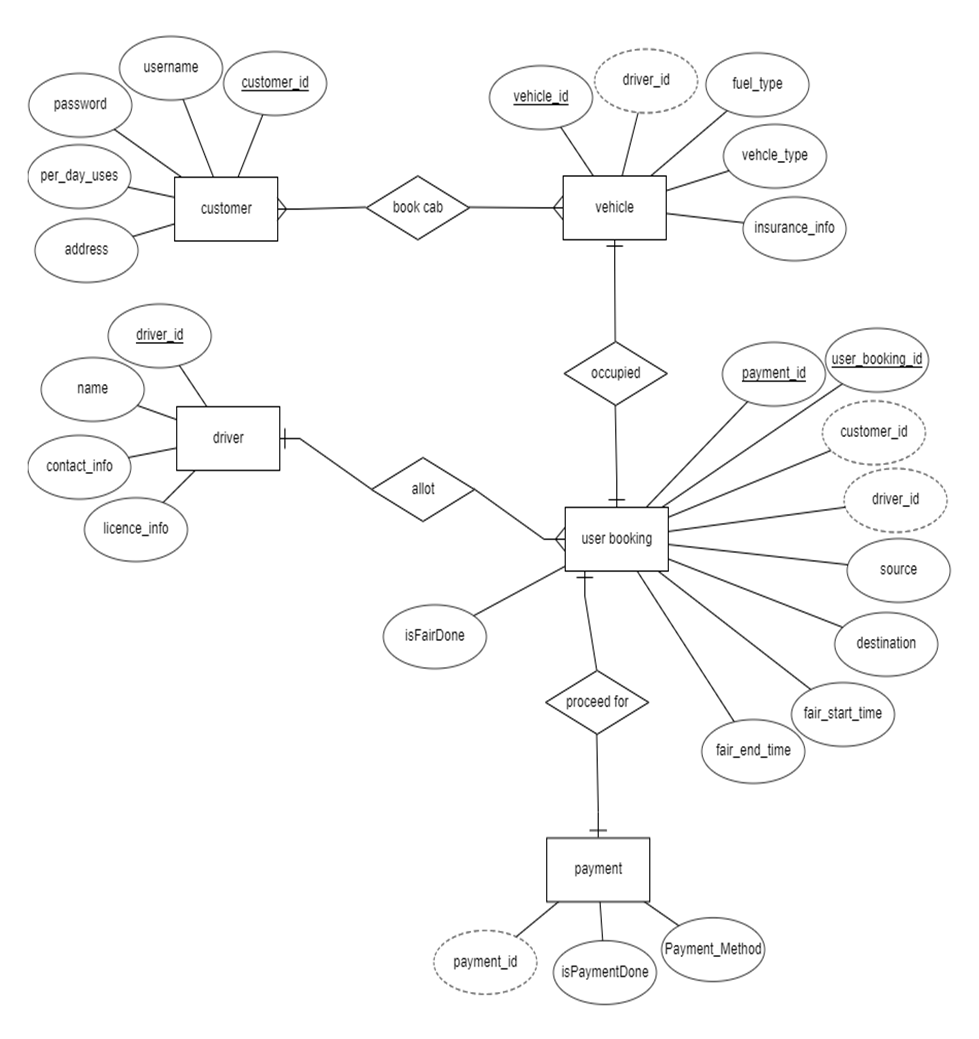 username
customer_id
password
per_day_uses
address
customer
book cab
vehicle_id
driver_id
fuel_type
vehcle_type
insurance_info
vehicle
driver_id
name
contact_info
licence_info
driver
allot
occupied
payment_id
user_booking_id
customer_id
driver_id
source
destination
fair_start_time
fair_end_time
user booking
isFairDone
proceed for
payment
payment_id
isPaymentDone
Payment_Method